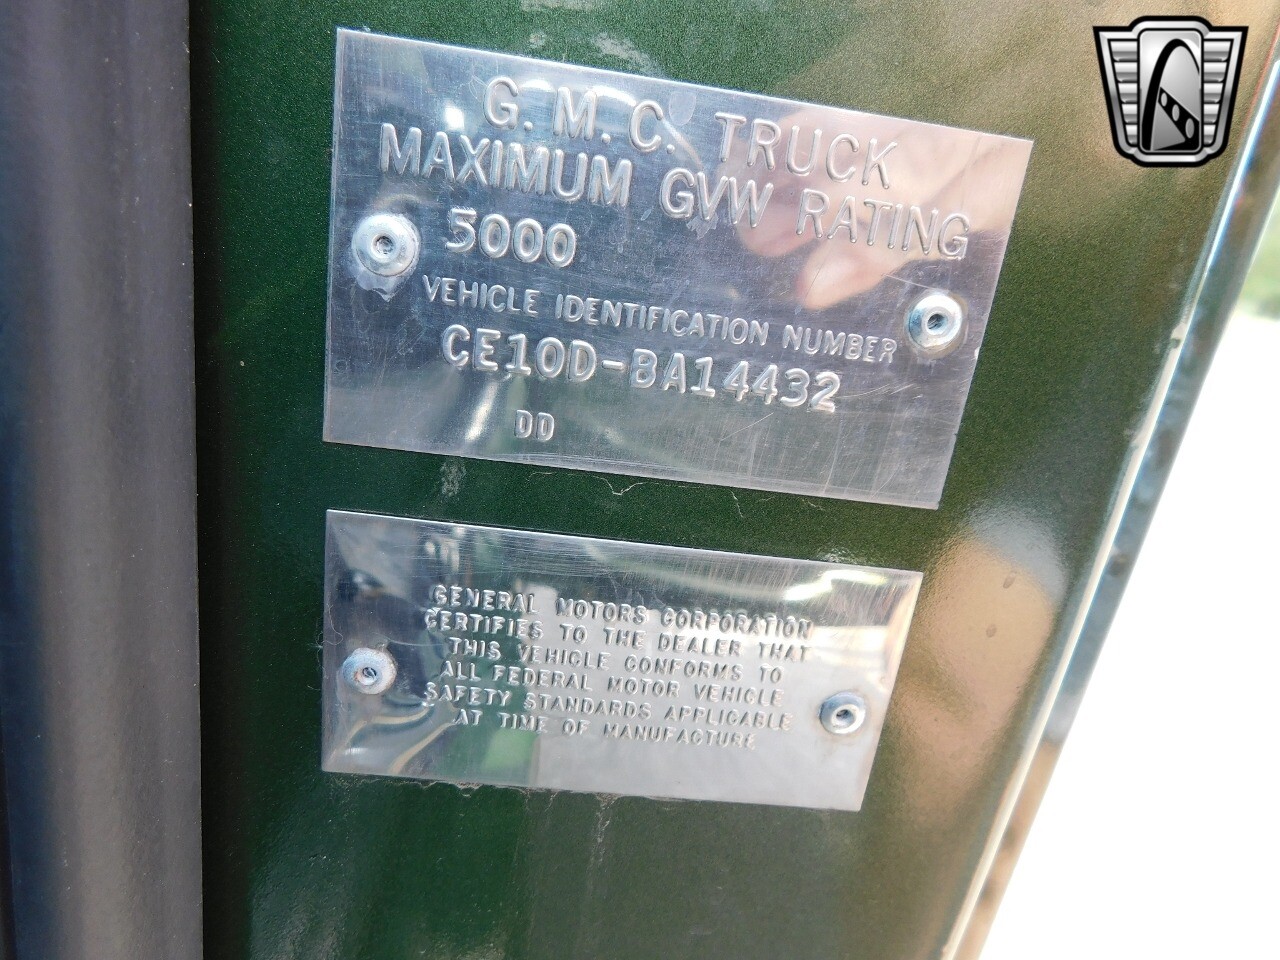 G. M. C. TRUCK
MAXIMUM GVW RATING
5000
VEHICLE IDENTIFICATION NUMBER
CE10D-BA14432
DD
GENERAL MOTORS CORPORATION
CERTIFIES TO THE DEALER THAT
THIS VEHICLE CONFORMS TO
ALL FEDERAL MOTOR VEHICLE
SAFETY STANDARDS APPLICABLE
AT TIME OF MANUFACTURE